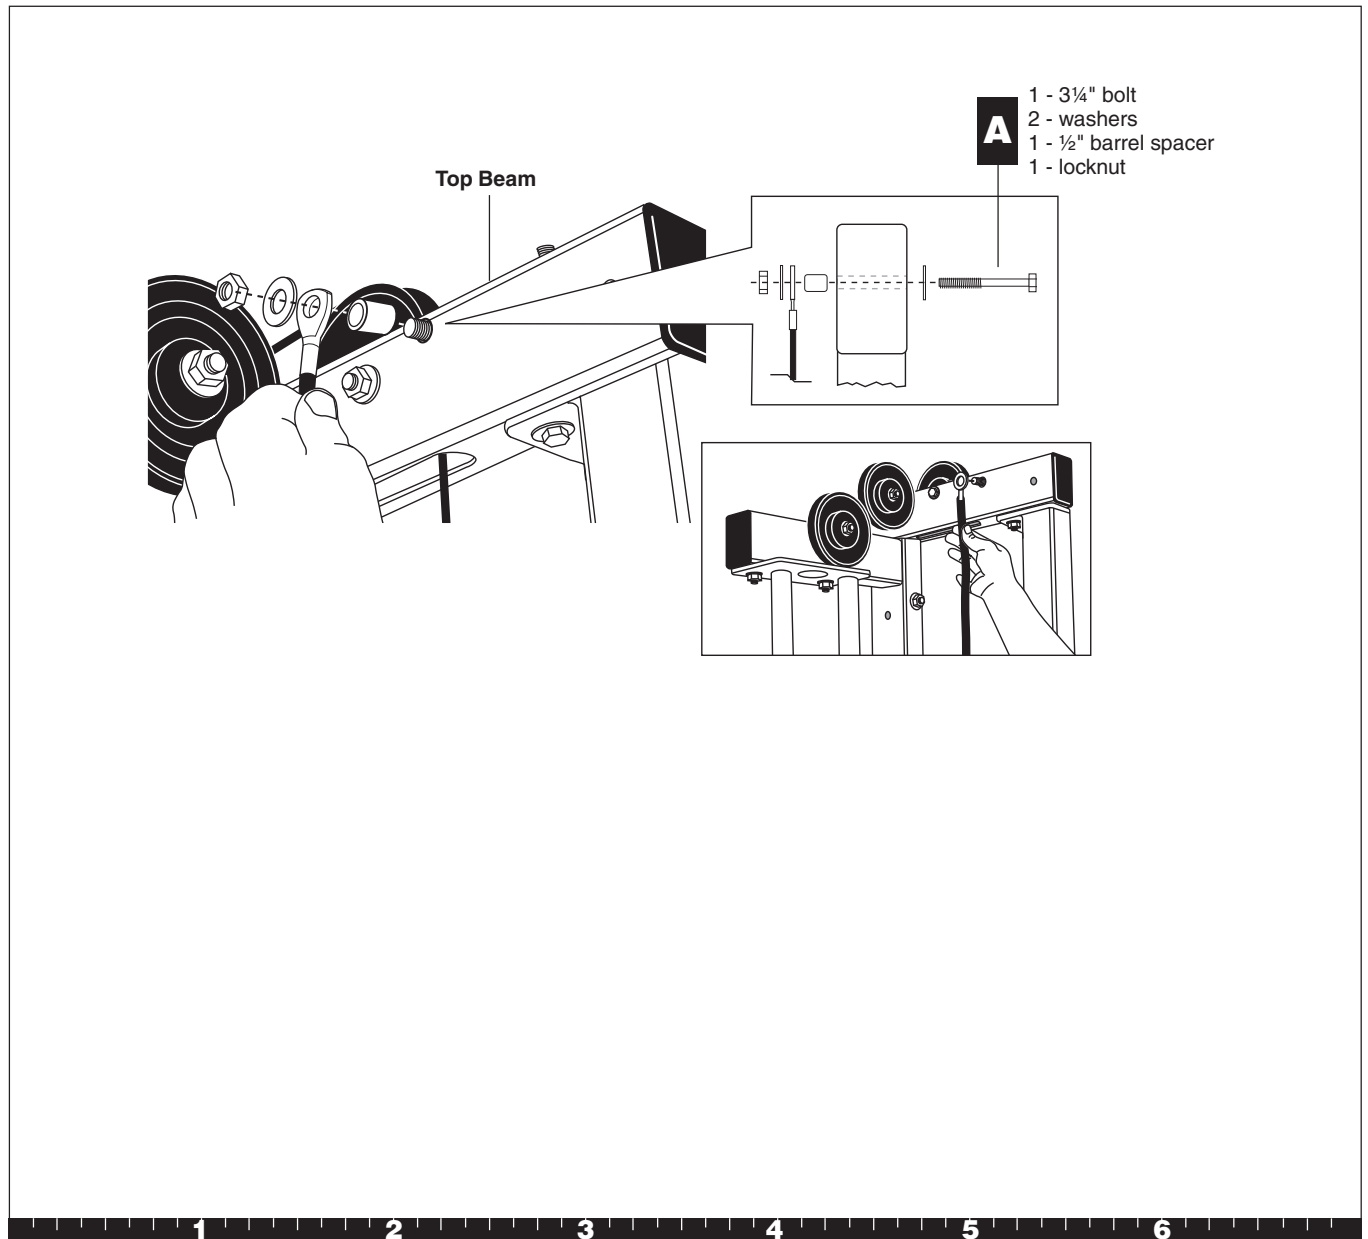 A
1 - 3¼" bolt
2 - washers
1 - ½" barrel spacer
1 - locknut
Top Beam
1 2 3 4 5 6